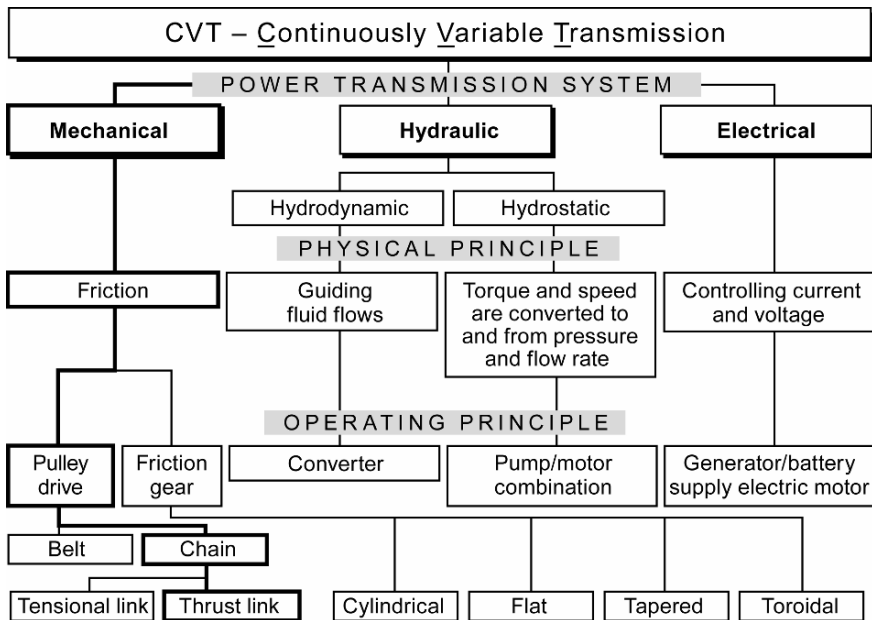 CVT – Continuously Variable Transmission
POWER TRANSMISSION SYSTEM
Mechanical
Hydraulic
Electrical
Hydrodynamic
Hydrostatic
PHYSICAL PRINCIPLE
Friction
Guiding
fluid flows
Torque and speed
are converted to
and from pressure
and flow rate
Controlling current
and voltage
OPERATING PRINCIPLE
Pulley
drive
Friction
gear
Converter
Pump/motor
combination
Generator/battery
supply electric motor
Belt
Chain
Tensional link
Thrust link
Cylindrical
Flat
Tapered
Toroidal